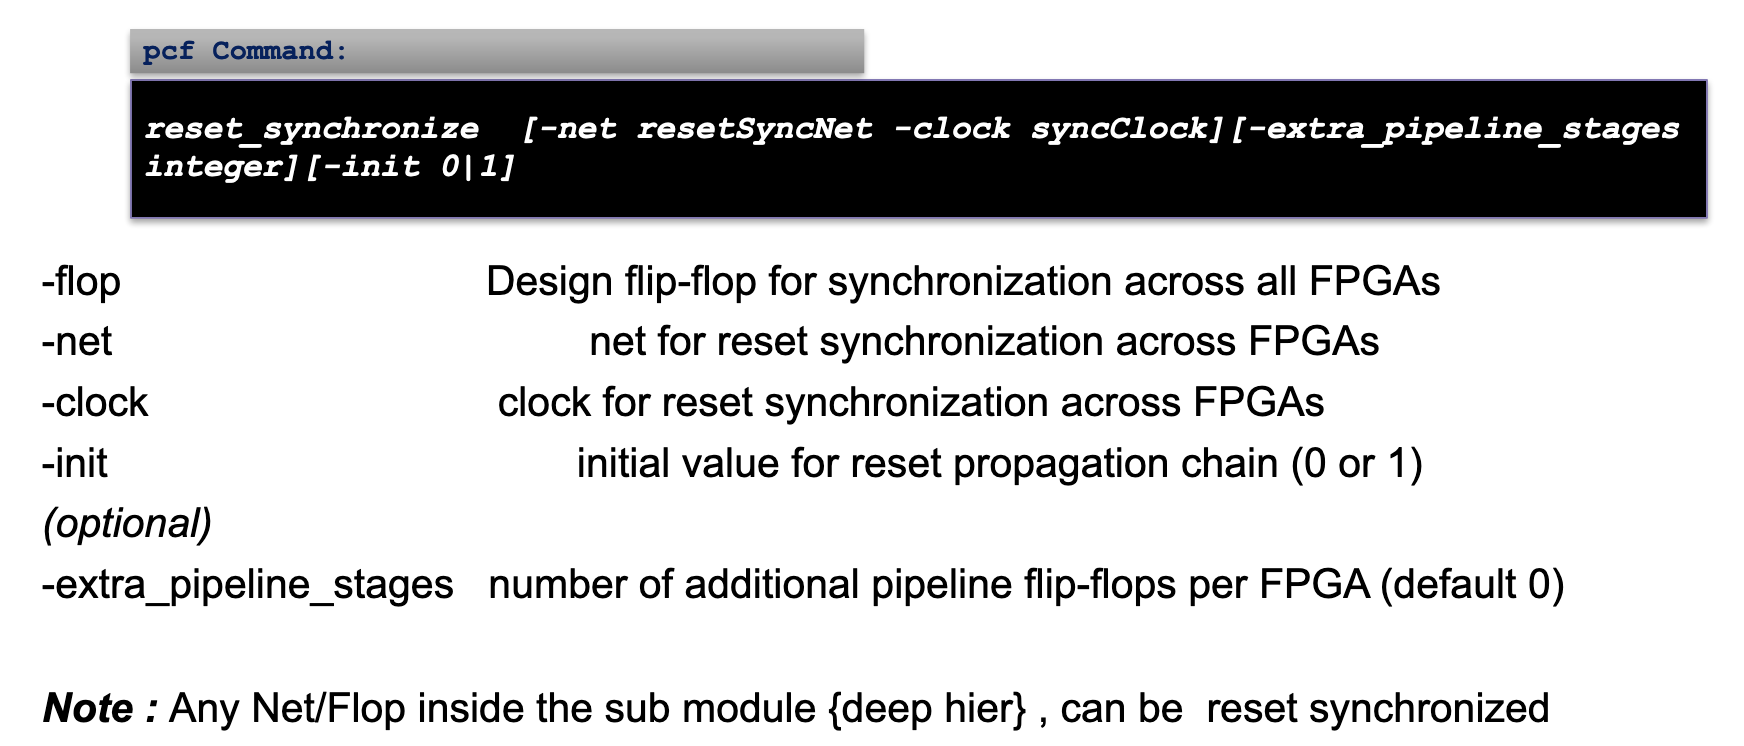 pcf Command:
reset_synchronize [-net resetSyncNet -clock syncClock][-extra_pipeline_stages
integer][-init 0|1]
-flop Design flip-flop for synchronization across all FPGAs
-net net for reset synchronization across FPGAs
-clock clock for reset synchronization across FPGAs
-init initial value for reset propagation chain (0 or 1)
(optional)
-extra_pipeline_stages number of additional pipeline flip-flops per FPGA (default 0)
Note : Any Net/Flop inside the sub module {deep hier} , can be reset synchronized